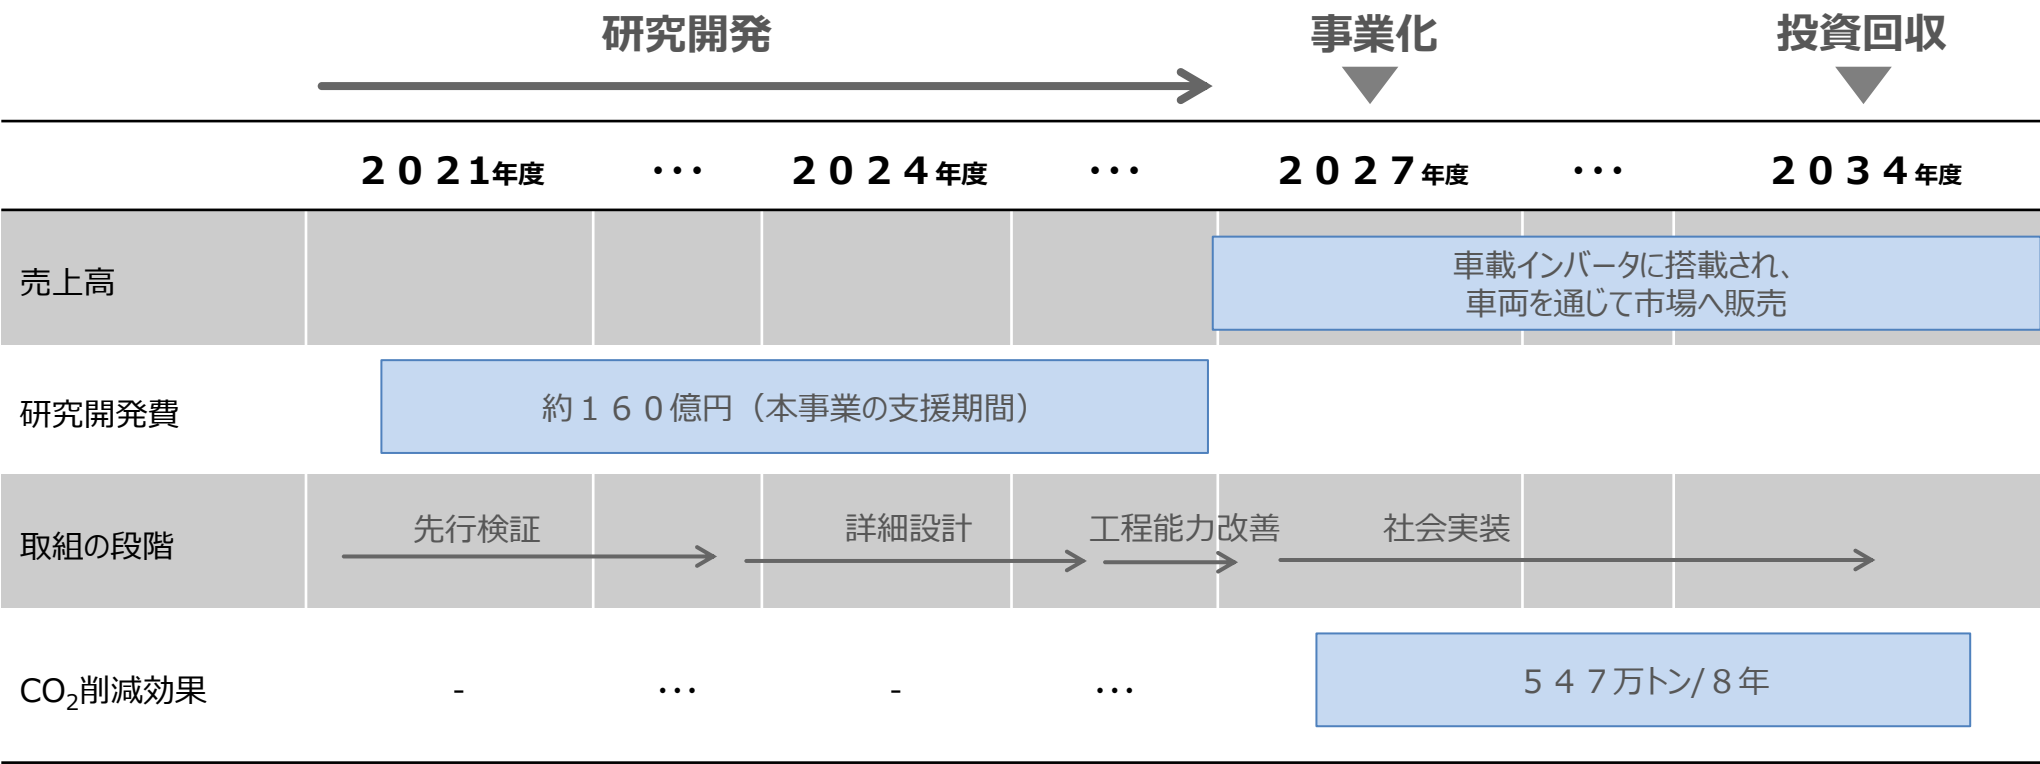 研究開発 事業化 投資回収
２０２1年度 ・・・ ２０２４年度 ・・・ ２０２７年度 ・・・ ２０３４年度
売上高
車載インバータに搭載され、
車両を通じて市場へ販売
研究開発費 約１６０億円（本事業の支援期間）
取組の段階 先行検証 詳細設計 工程能力改善 社会実装
CO2削減効果 - ・・・ - ・・・ ５４７万トン/８年